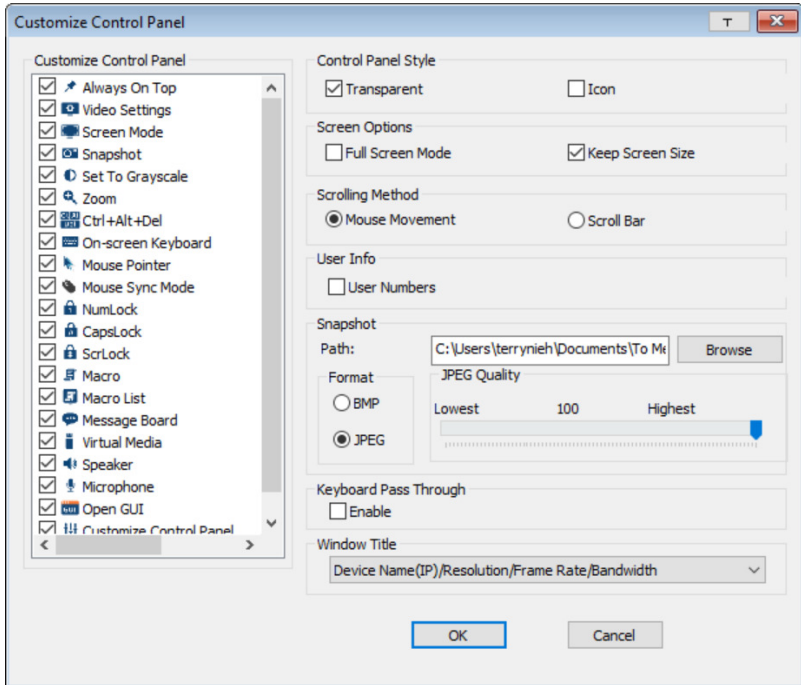 Customize Control Panel
T
Customize Control Panel
Always On Top
Video Settings
Screen Mode
Snapshot
Set To Grayscale
Zoom
Ctrl+Alt+Del
On-screen Keyboard
Mouse Pointer
Mouse Sync Mode
NumLock
CapsLock
ScrLock
Macro
Macro List
Message Board
Virtual Media
Speaker
Microphone
GUI Open GUI
Customize Control Panel
Control Panel Style
Transparent Icon
Screen Options
Full Screen Mode Keep Screen Size
Scrolling Method
Mouse Movement Scroll Bar
User Info
User Numbers
Snapshot
Path: C:\Users\terrynieh\Documents\To Me Browse
Format
BMP
JPEG
JPEG Quality
Lowest 100 Highest
Keyboard Pass Through
Enable
Window Title
Device Name(IP)/Resolution/Frame Rate/Bandwidth
OK Cancel